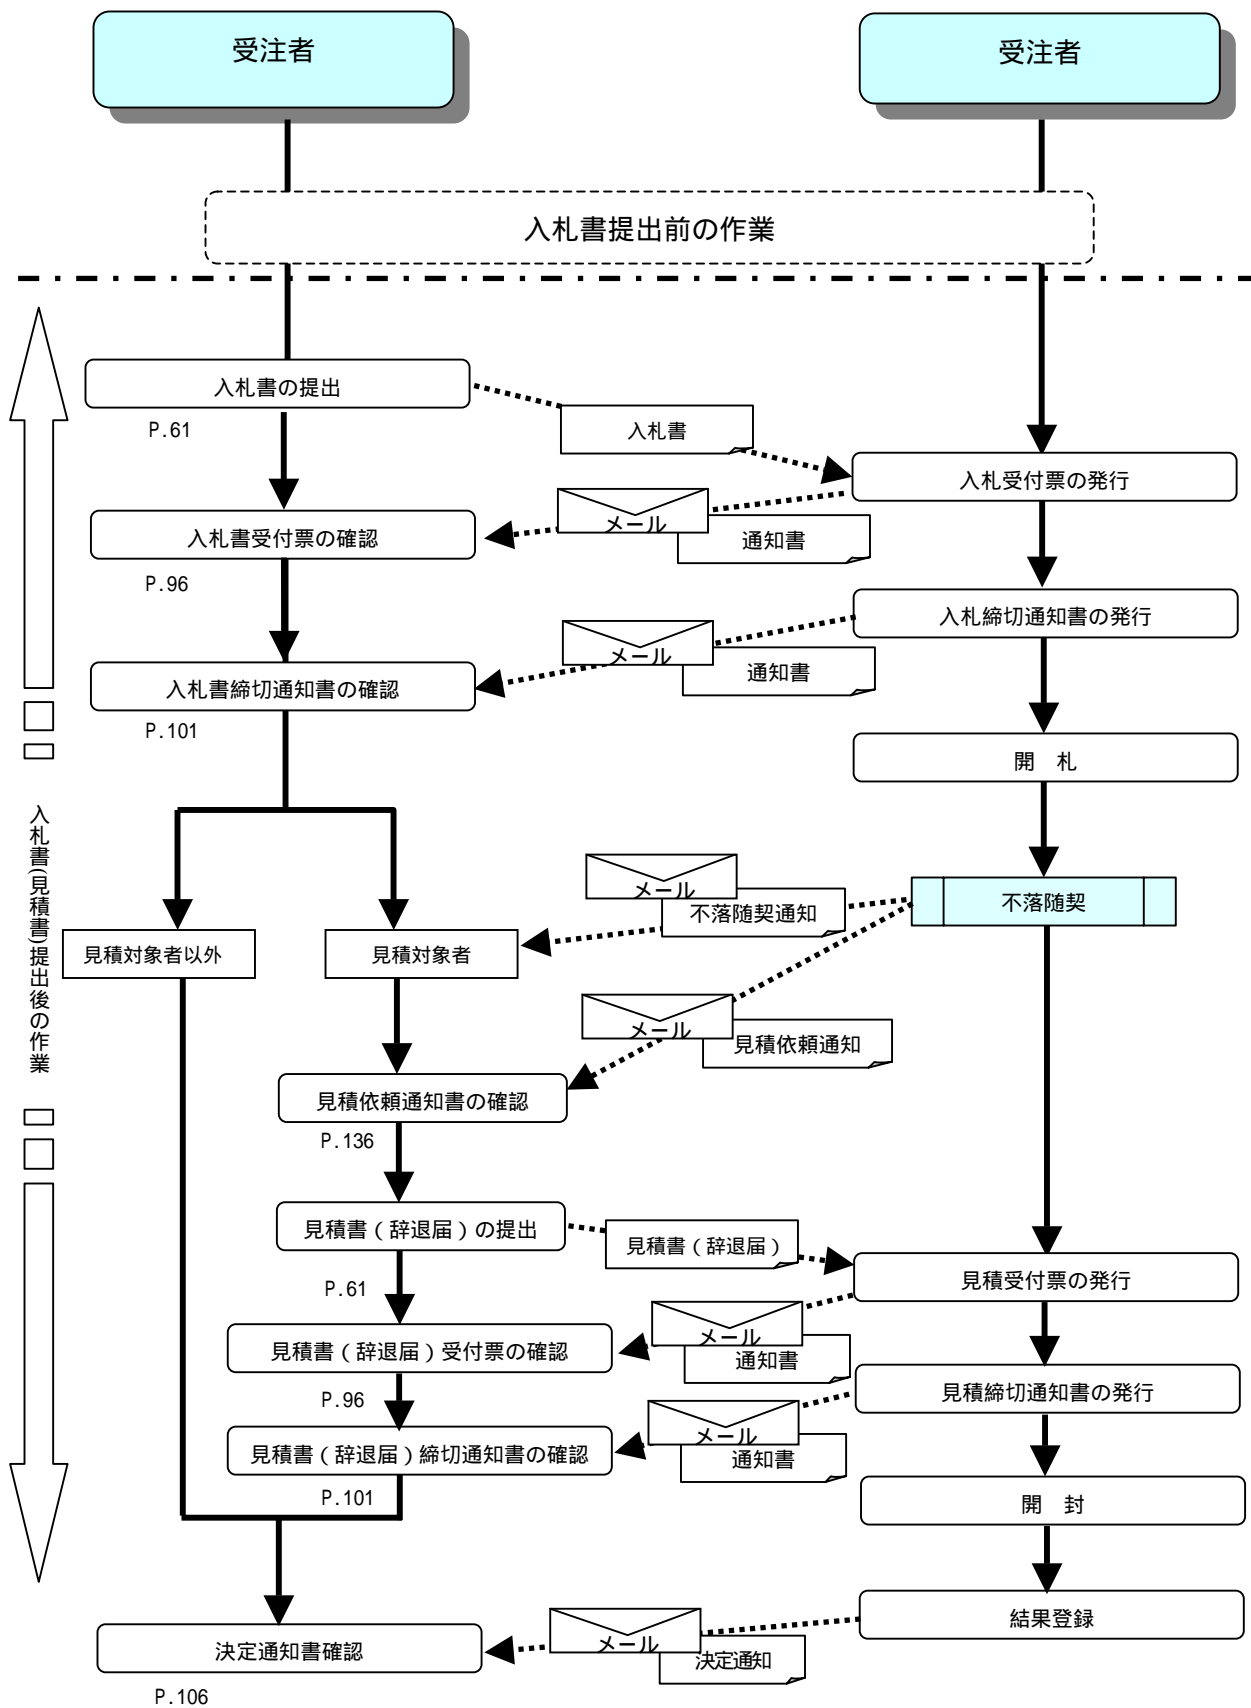 受注者
受注者
入札書提出前の作業
入札書の提出
P.61
入札書
入札受付票の発行
メール
通知書
入札書受付票の確認
P.96
入札締切通知書の発行
メール
通知書
入札書締切通知書の確認
P.101
開 札
入札書(見積書)提出後の作業
メール
不落随契通知
不落随契
見積対象者以外
見積対象者
メール
見積依頼通知
見積依頼通知書の確認
P.136
見積書（辞退届）の提出
P.61
見積書（辞退届）
見積受付票の発行
メール
通知書
見積書（辞退届）受付票の確認
P.96
見積締切通知書の発行
メール
通知書
見積書（辞退届）締切通知書の確認
P.101
開 封
結果登録
メール
決定通知
決定通知書確認
P.106